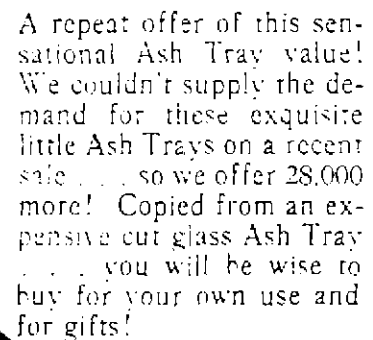 A repeat offer of this sen-
sational Ash Tray value!
We couldn't supply the de-
mand for these exquisite
little Ash Trays on a recent
sale . . . so we offer 28,000
more! Copied from an ex-
pensive cut glass Ash Tray
. . . . you will be wise to
buy for your own use and
for gifts!